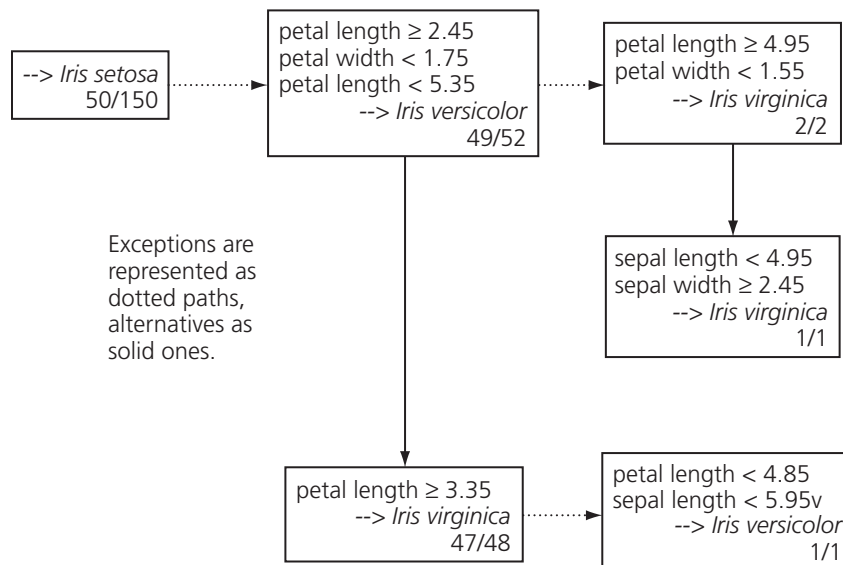 --> Iris setosa
50/150
petal length ≥ 2.45
petal width < 1.75
petal length < 5.35
--> Iris versicolor
49/52
petal length ≥ 4.95
petal width < 1.55
--> Iris virginica
2/2
sepal length < 4.95
sepal width ≥ 2.45
--> Iris virginica
1/1
Exceptions are
represented as
dotted paths,
alternatives as
solid ones.
petal length ≥ 3.35
--> Iris virginica
47/48
petal length < 4.85
sepal length < 5.95v
--> Iris versicolor
1/1